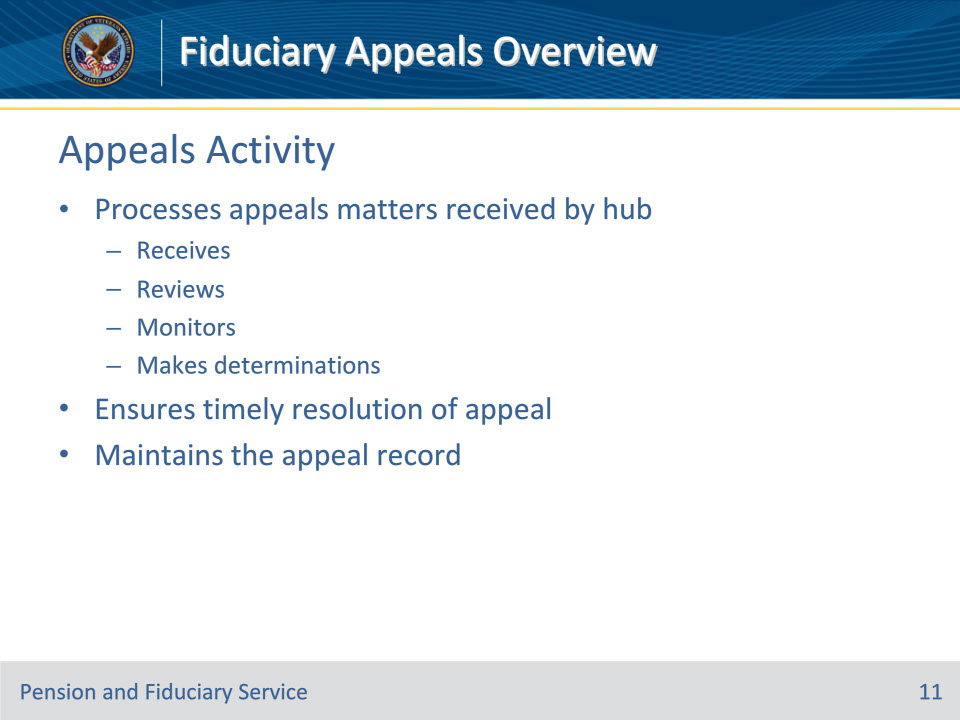 Fiduciary Appeals Overview
Appeals Activity
• Processes appeals matters received by hub
– Receives
– Reviews
– Monitors
– Makes determinations
• Ensures timely resolution of appeal
• Maintains the appeal record
Pension and Fiduciary Service
11